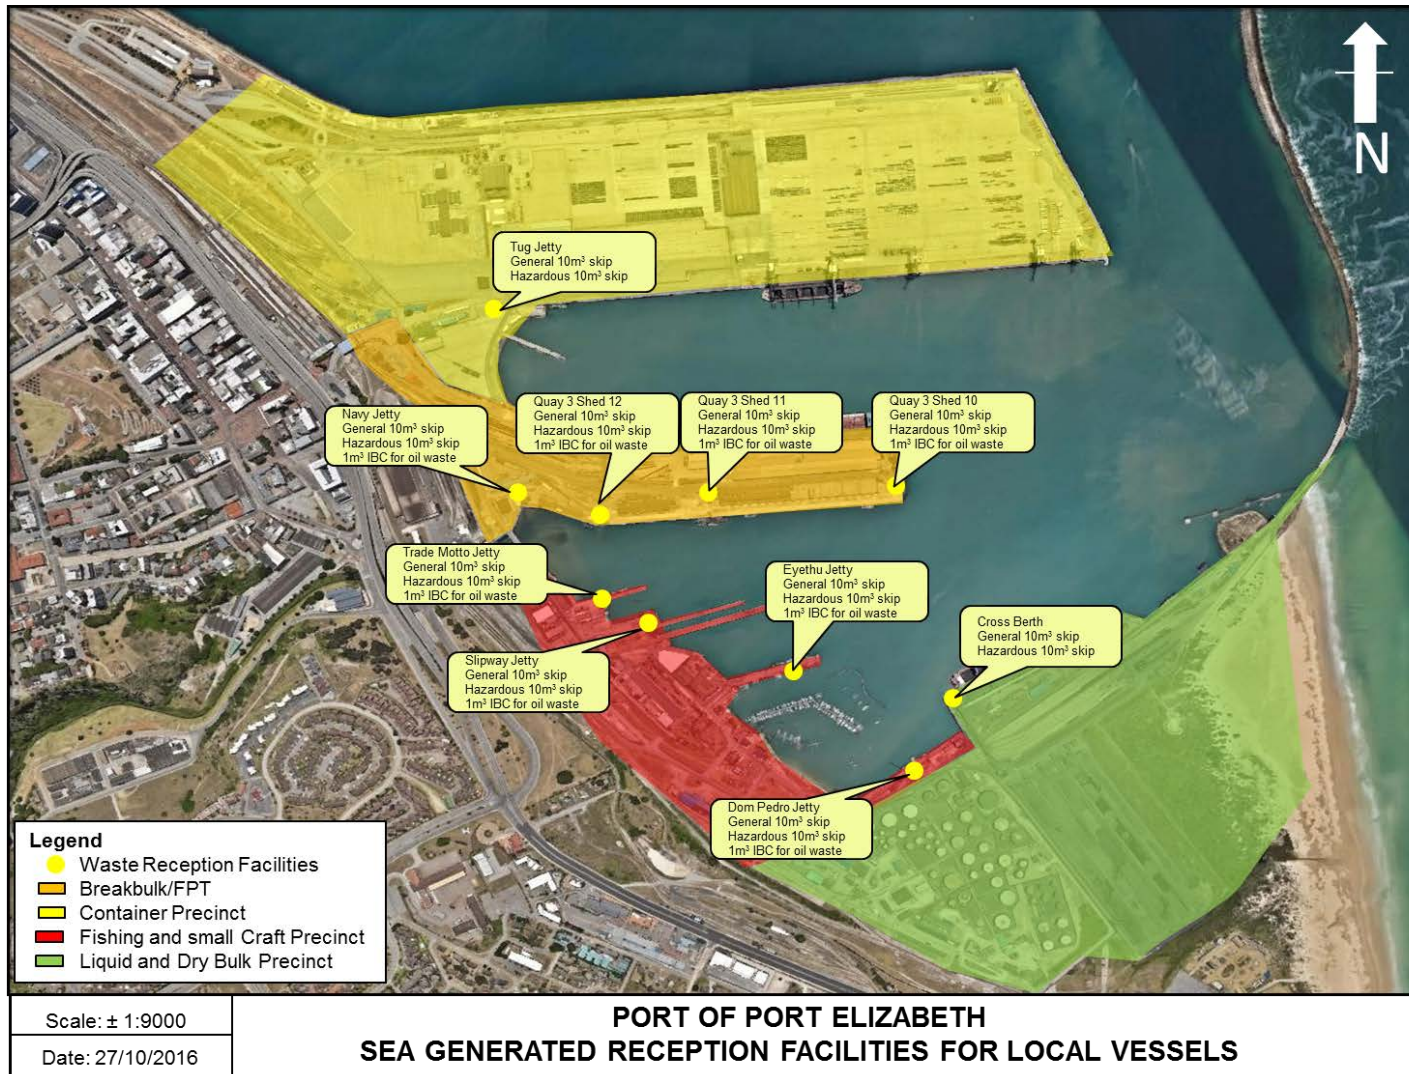 N
Tug Jetty
General 10m³ skip
Hazardous 10m³ skip
Navy Jetty
General 10m³ skip
Hazardous 10m³ skip
1m³ IBC for oil waste
Quay 3 Shed 12
General 10m³ skip
Hazardous 10m³ skip
1m³ IBC for oil waste
Quay 3 Shed 11
General 10m³ skip
Hazardous 10m³ skip
1m³ IBC for oil waste
Quay 3 Shed 10
General 10m³ skip
Hazardous 10m³ skip
1m³ IBC for oil waste
Trade Motto Jetty
General 10m³ skip
Hazardous 10m³ skip
1m³ IBC for oil waste
Eyethu Jetty
General 10m³ skip
Hazardous 10m³ skip
1m³ IBC for oil waste
Slipway Jetty
General 10m³ skip
Hazardous 10m³ skip
1m³ IBC for oil waste
Cross Berth
General 10m³ skip
Hazardous 10m³ skip
Dom Pedro Jetty
General 10m³ skip
Hazardous 10m³ skip
1m³ IBC for oil waste
Legend
Waste Reception Facilities
Breakbulk/FPT
Container Precinct
Fishing and small Craft Precinct
Liquid and Dry Bulk Precinct
Scale: ± 1:9000
Date: 27/10/2016
PORT OF PORT ELIZABETH
SEA GENERATED RECEPTION FACILITIES FOR LOCAL VESSELS